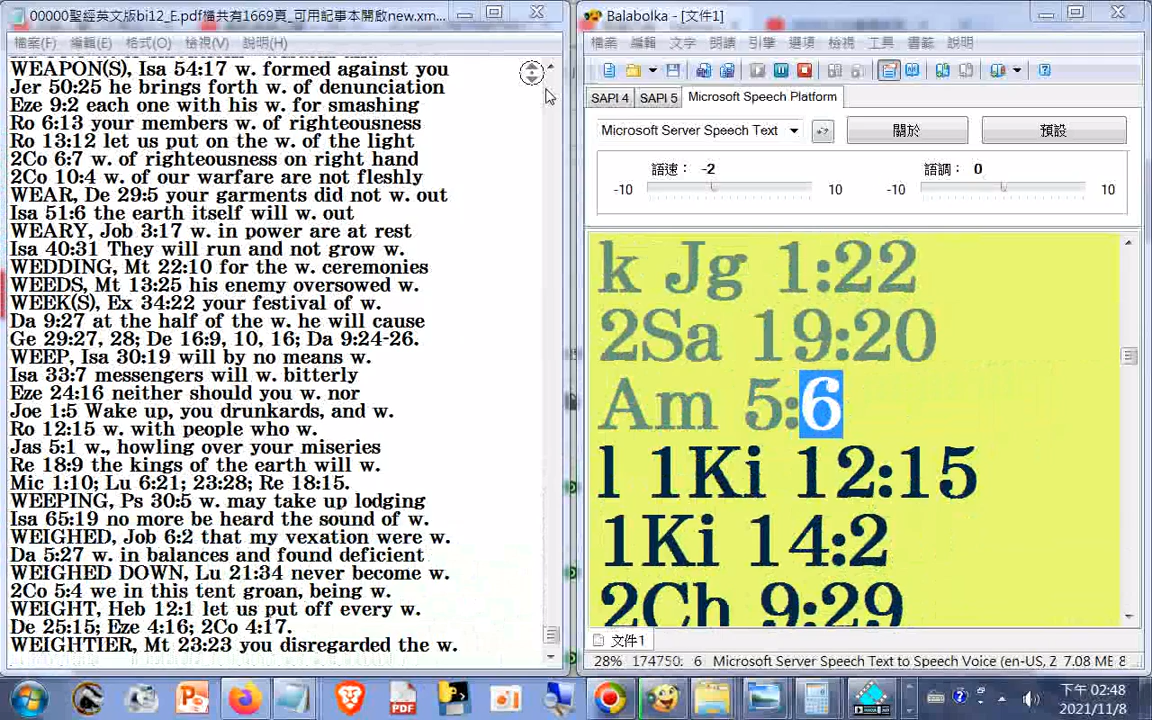 00000聖經英文版bi12_E.pdf檔共有1669頁_可用記事本開啟new.xm...
檔案(F) 編輯(E) 格式(O) 檢視(V) 說明(H)
WEAPON(S), Isa 54:17 w. formed against you
Jer 50:25 he brings forth w. of denunciation
Eze 9:2 each one with his w. for smashing
Ro 6:13 your members w. of righteousness
Ro 13:12 let us put on the w. of the light
2Co 6:7 w. of righteousness on right hand
2Co 10:4 w. of our warfare are not fleshly
WEAR, De 29:5 your garments did not w. out
Isa 51:6 the earth itself will w. out
WEARY, Job 3:17 w. in power are at rest
Isa 40:31 They will run and not grow w.
WEDDING, Mt 22:10 for the w. ceremonies
WEEDS, Mt 13:25 his enemy oversowed w.
WEEK(S), Ex 34:22 your festival of w.
Da 9:27 at the half of the w. he will cause
Ge 29:27, 28; De 16:9, 10, 16; Da 9:24-26.
WEEP, Isa 30:19 will by no means w.
Isa 33:7 messengers will w. bitterly
Eze 24:16 neither should you w. nor
Joe 1:5 Wake up, you drunkards, and w.
Ro 12:15 w. with people who w.
Jas 5:1 w., howling over your miseries
Re 18:9 the kings of the earth will w.
Mic 1:10; Lu 6:21; 23:28; Re 18:15.
WEEPING, Ps 30:5 w. may take up lodging
Isa 65:19 no more be heard the sound of w.
WEIGHED, Job 6:2 that my vexation were w.
Da 5:27 w. in balances and found deficient
WEIGHED DOWN, Lu 21:34 never become w.
2Co 5:4 we in this tent groan, being w.
WEIGHT, Heb 12:1 let us put off every w.
De 25:15; Eze 4:16; 2Co 4:17.
WEIGHTIER, Mt 23:23 you disregarded the w.
Balabolka - [文件1]
檔案 編輯 文字 朗讀 引擎 選項 檢視 工具 書籤 說明
SAPI 4 SAPI 5 Microsoft Speech Platform
Microsoft Server Speech Text 關於 預設
語速： -2 語調： 0
-10 10 -10 10
k Jg 1:22
2Sa 19:20
Am 5:6
l 1Ki 12:15
1Ki 14:2
2Ch 9:29
文件1
28% 174750: 6 Microsoft Server Speech Text to Speech Voice (en-US, 2 7.08 ME 8
PDF
下午 02:48
2021/11/8